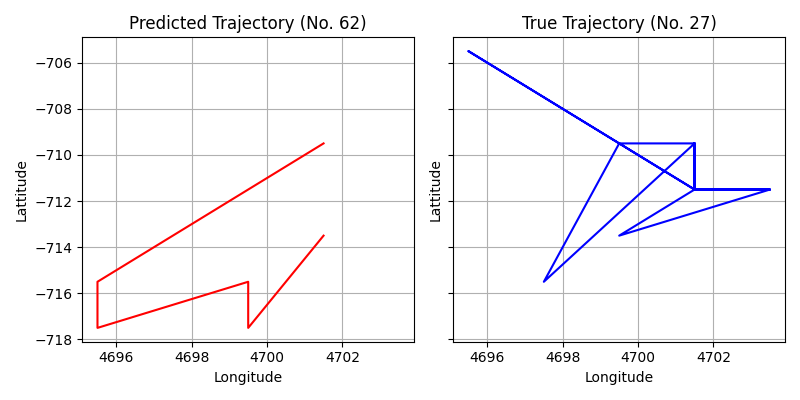 Predicted Trajectory (No. 62)
True Trajectory (No. 27)
Lattitude
−706
−708
−710
−712
−714
−716
−718
4696
4698
4700
4702
Longitude
Lattitude
4696
4698
4700
4702
Longitude